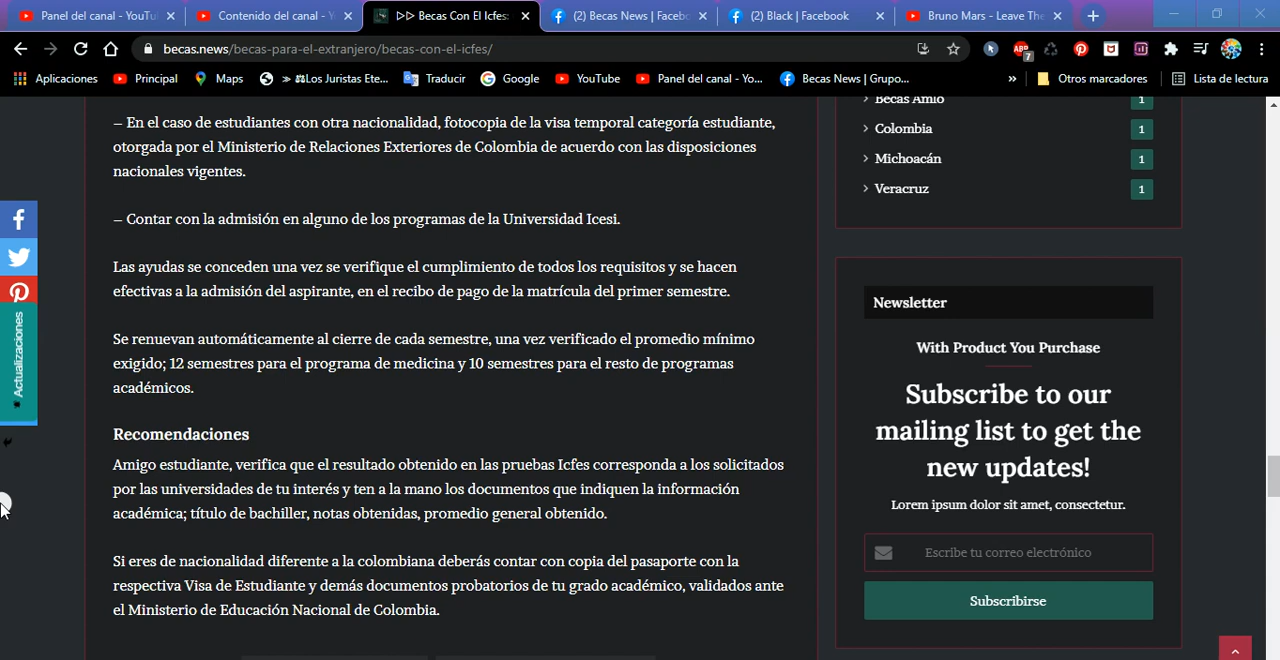 Panel del canal - YouTu
Contenido del canal - Y
▷▷ Becas Con El Icfes:
(2) Becas News | Faceb
(2) Black | Facebook
Bruno Mars - Leave The
becas.news/becas-para-el-extranjero/becas-con-el-icfes/
ABP
7
Aplicaciones
Principal
Maps
≫ ⚖Los Juristas Ete...
Traducir
Google
YouTube
Panel del canal - Yo...
Becas News | Grupo...
»
Otros marcadores
Lista de lectura
– En el caso de estudiantes con otra nacionalidad, fotocopia de la visa temporal categoría estudiante,
otorgada por el Ministerio de Relaciones Exteriores de Colombia de acuerdo con las disposiciones
nacionales vigentes.
– Contar con la admisión en alguno de los programas de la Universidad Icesi.
Las ayudas se conceden una vez se verifique el cumplimiento de todos los requisitos y se hacen
efectivas a la admisión del aspirante, en el recibo de pago de la matrícula del primer semestre.
Se renuevan automáticamente al cierre de cada semestre, una vez verificado el promedio mínimo
exigido; 12 semestres para el programa de medicina y 10 semestres para el resto de programas
académicos.
Recomendaciones
Amigo estudiante, verifica que el resultado obtenido en las pruebas Icfes corresponda a los solicitados
por las universidades de tu interés y ten a la mano los documentos que indiquen la información
académica; título de bachiller, notas obtenidas, promedio general obtenido.
Si eres de nacionalidad diferente a la colombiana deberás contar con copia del pasaporte con la
respectiva Visa de Estudiante y demás documentos probatorios de tu grado académico, validados ante
el Ministerio de Educación Nacional de Colombia.
Actualizaciones
Becas Amlo 1
Colombia 1
Michoacán 1
Veracruz 1
Newsletter
With Product You Purchase
Subscribe to our
mailing list to get the
new updates!
Lorem ipsum dolor sit amet, consectetur.
Escribe tu correo electrónico
Subscribirse